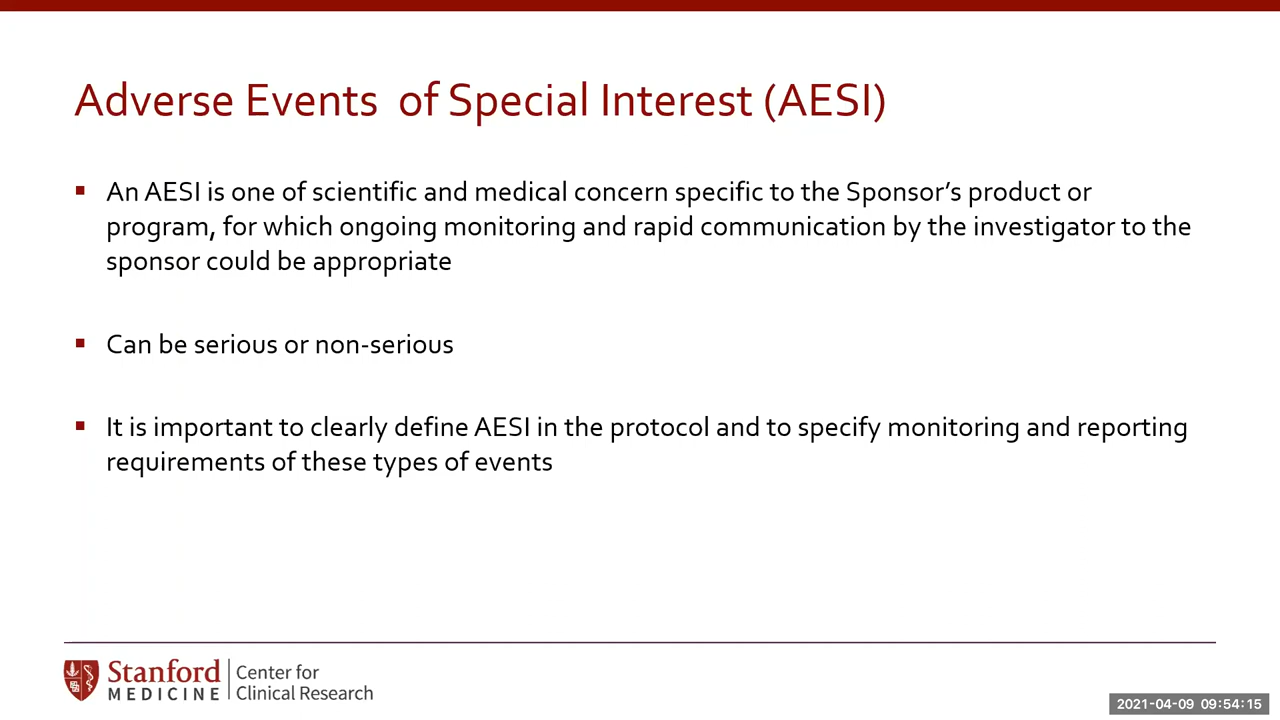 Adverse Events of Special Interest (AESI)
An AESI is one of scientific and medical concern specific to the Sponsor’s product or
program, for which ongoing monitoring and rapid communication by the investigator to the
sponsor could be appropriate
Can be serious or non-serious
It is important to clearly define AESI in the protocol and to specify monitoring and reporting
requirements of these types of events
Stanford
MEDICINE
Center for
Clinical Research
2021-04-09 09:54:15